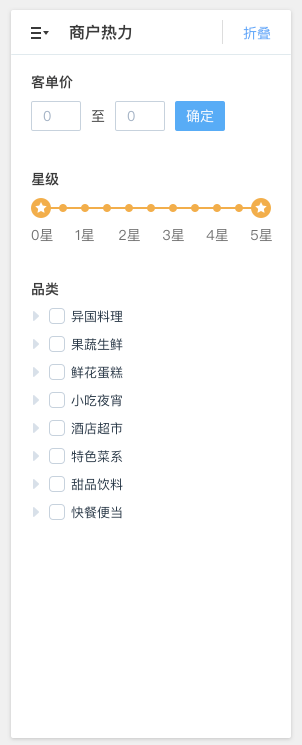 商户热力 折叠
客单价
0 至 0 确定
星级
0星 1星 2星 3星 4星 5星
品类
异国料理
果蔬生鲜
鲜花蛋糕
小吃夜宵
酒店超市
特色菜系
甜品饮料
快餐便当